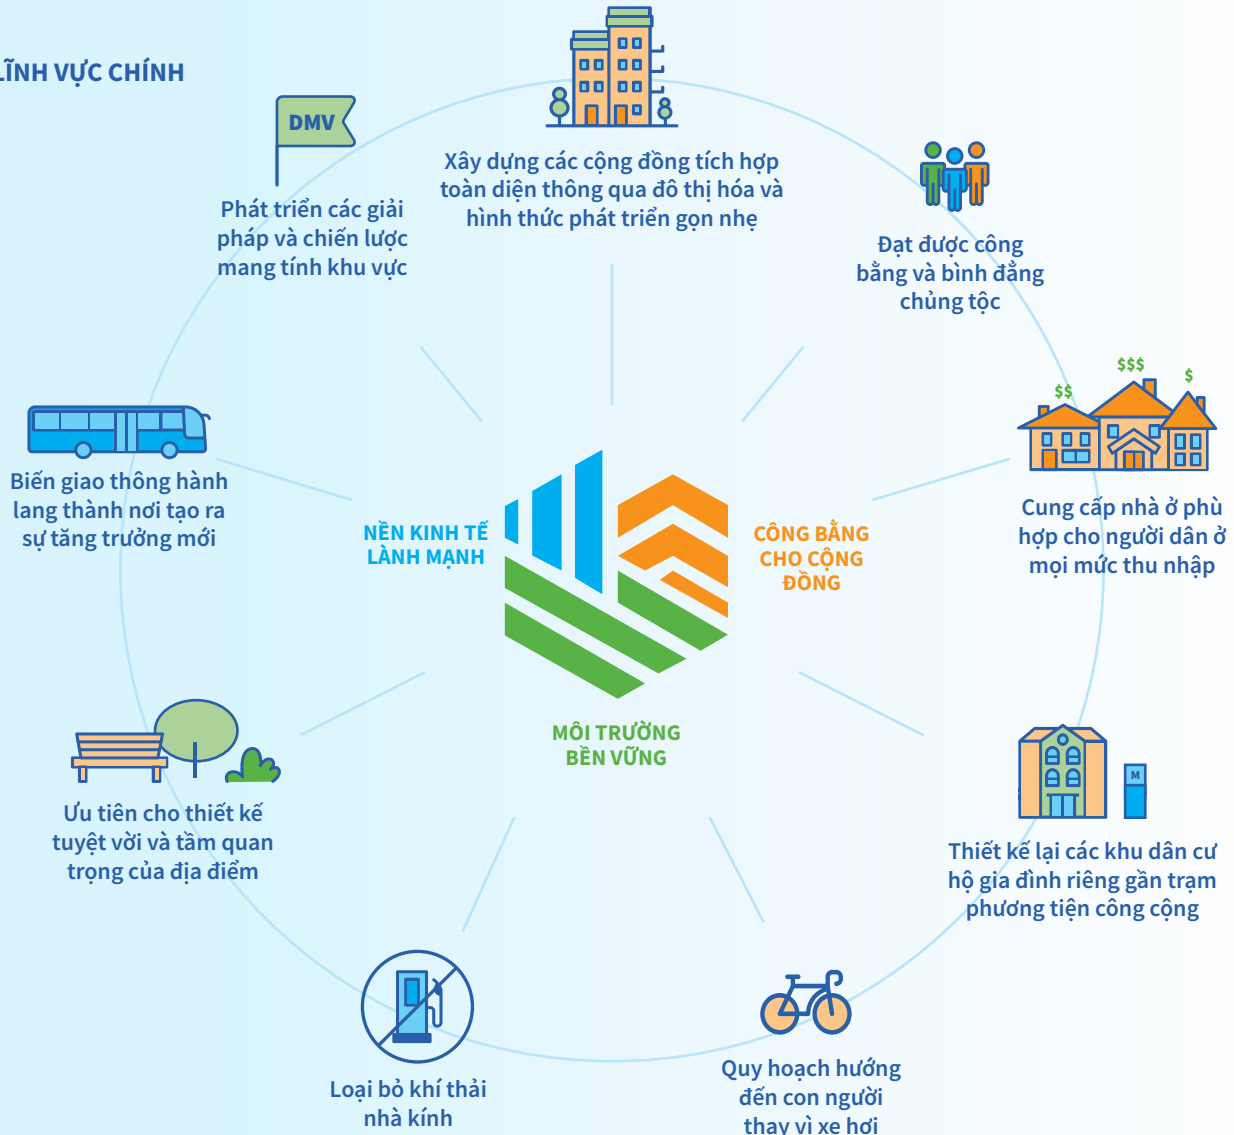 LĨNH VỰC CHÍNH
DMV
Phát triển các giải
pháp và chiến lược
mang tính khu vực
Xây dựng các cộng đồng tích hợp
toàn diện thông qua đô thị hóa và
hình thức phát triển gọn nhẹ
Đạt được công
bằng và bình đẳng
chủng tộc
$$
$$$
$
Cung cấp nhà ở phù
hợp cho người dân ở
mọi mức thu nhập
Biến giao thông hành
lang thành nơi tạo ra
sự tăng trưởng mới
NỀN KINH TẾ
LÀNH MẠNH
CÔNG BẰNG
CHO CỘNG
ĐỒNG
MÔI TRƯỜNG
BỀN VỮNG
Ưu tiên cho thiết kế
tuyệt vời và tầm quan
trọng của địa điểm
M
Thiết kế lại các khu dân cư
hộ gia đình riêng gần trạm
phương tiện công cộng
Loại bỏ khí thải
nhà kính
Quy hoạch hướng
đến con người
thay vì xe hơi